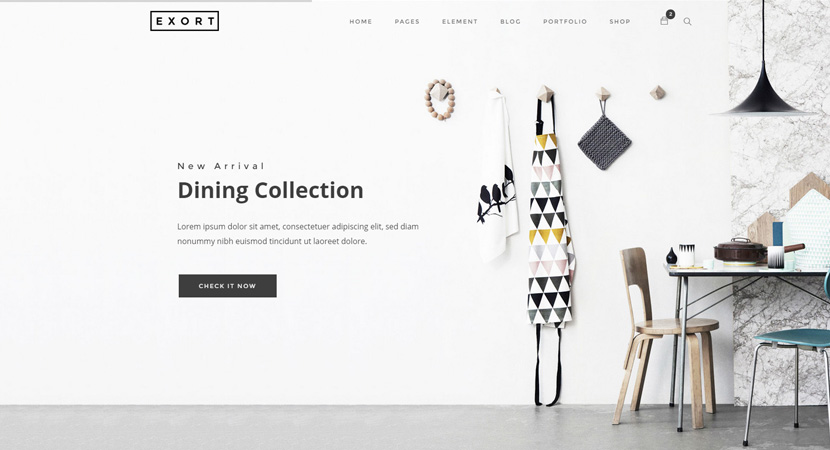 EXORT
HOME PAGES ELEMENT BLOG PORTFOLIO SHOP 2
New Arrival
Dining Collection
Lorem ipsum dolor sit amet, consectetuer adipiscing elit, sed diam
nonummy nibh euismod tincidunt ut laoreet dolore.
CHECK IT NOW